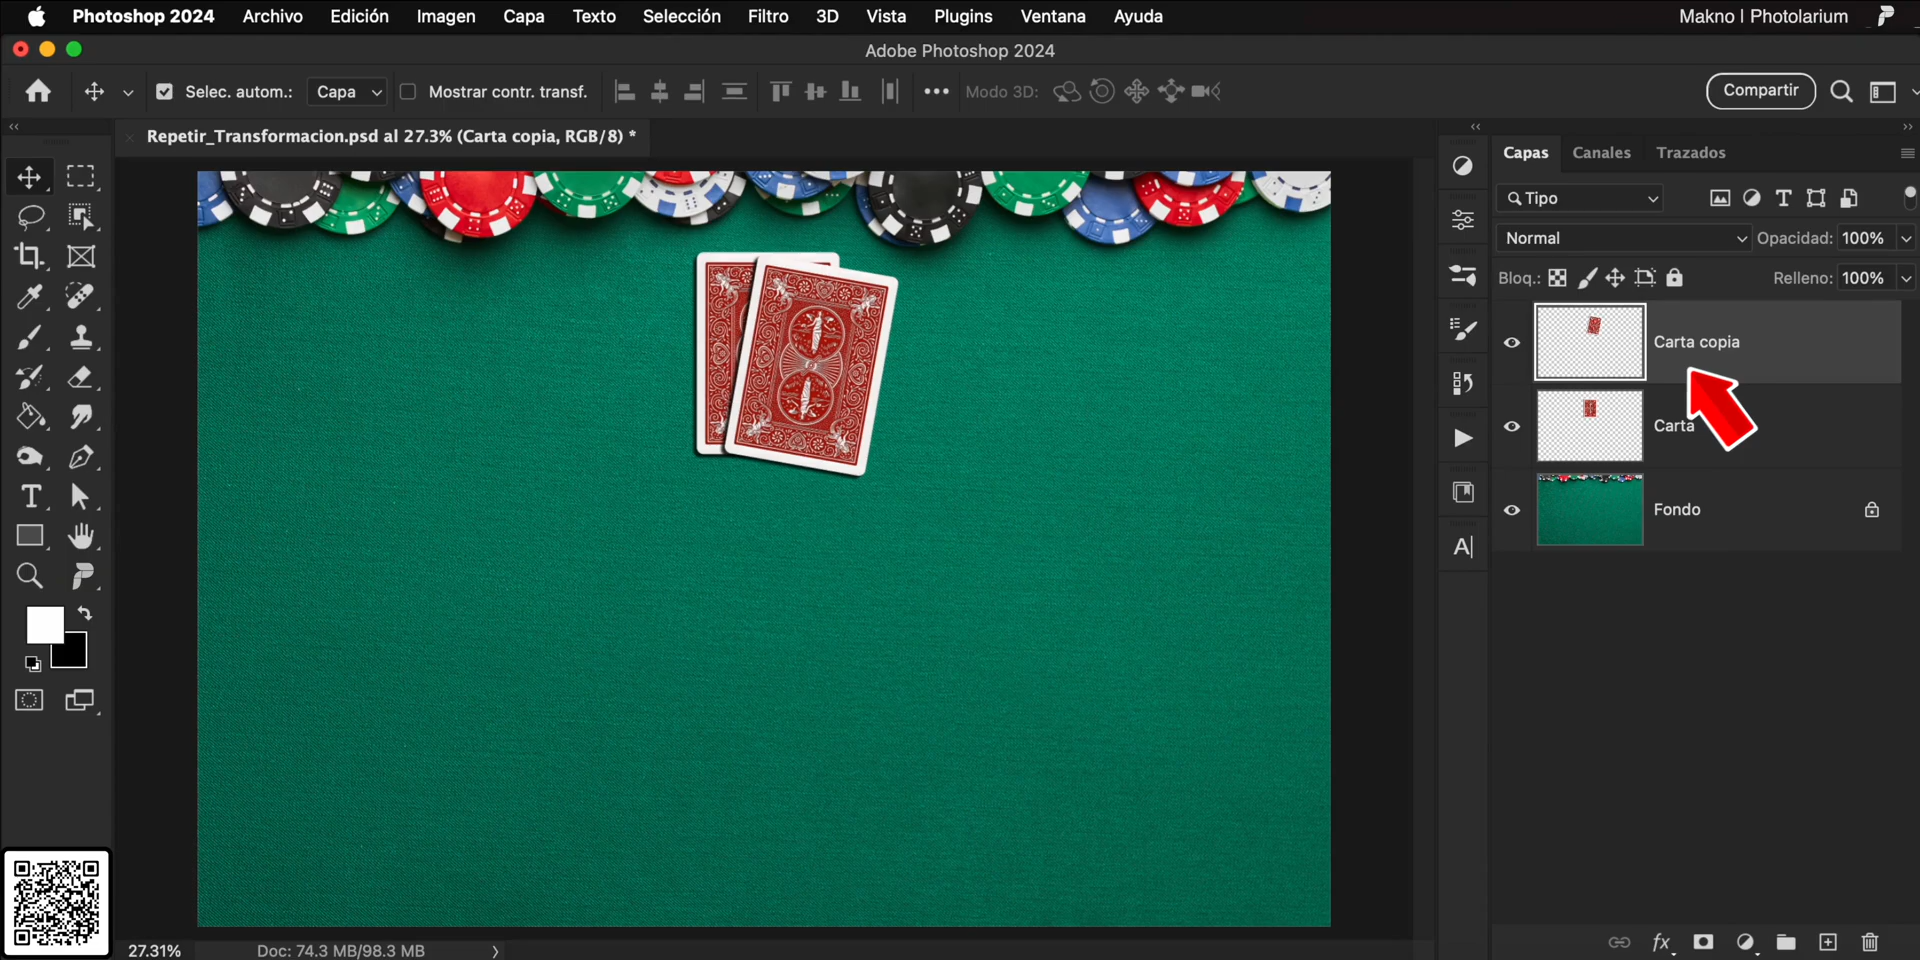 Photoshop 2024 Archivo Edición Imagen Capa Texto Selección Filtro 3D Vista Plugins Ventana Ayuda Makno | Photolarium
Adobe Photoshop 2024
Selec. autom.: Capa Mostrar contr. transf. Modo 3D: Compartir
Repetir_Transformacion.psd al 27.3% (Carta copia, RGB/8) *
Capas Canales Trazados
Tipo
Normal Opacidad: 100%
Bloq.: Relleno: 100%
Carta copia
Carta
Fondo
27.31% Doc: 74.3 MB/98.3 MB